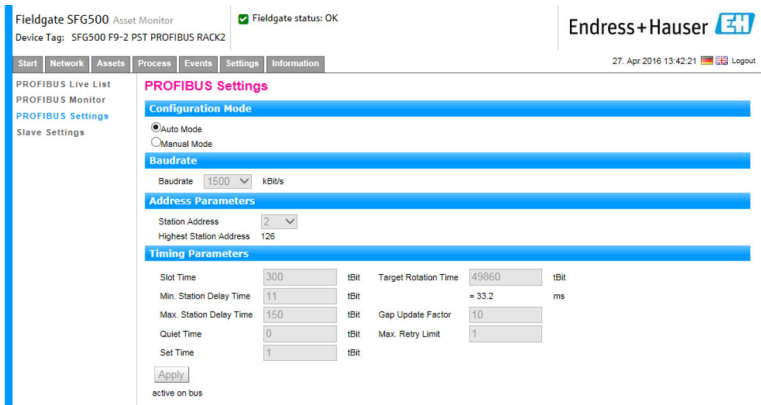 Fieldgate SFG500 Asset Monitor
Device Tag: SFG500 F9-2 PST PROFIBUS RACK2
Fieldgate status: OK
Endress+Hauser EH
Start Network Assets Process Events Settings Information
27. Apr 2016 13:42:21 Logout
PROFIBUS Live List
PROFIBUS Monitor
PROFIBUS Settings
Slave Settings
PROFIBUS Settings
Configuration Mode
Auto Mode
Manual Mode
Baudrate
Baudrate 1500 kBit/s
Address Parameters
Station Address 2
Highest Station Address 126
Timing Parameters
Slot Time 300 tBit Target Rotation Time 49860 tBit
Min. Station Delay Time 11 tBit = 33.2 ms
Max. Station Delay Time 150 tBit Gap Update Factor 10
Quiet Time 0 tBit Max. Retry Limit 1
Set Time 1 tBit
Apply
active on bus